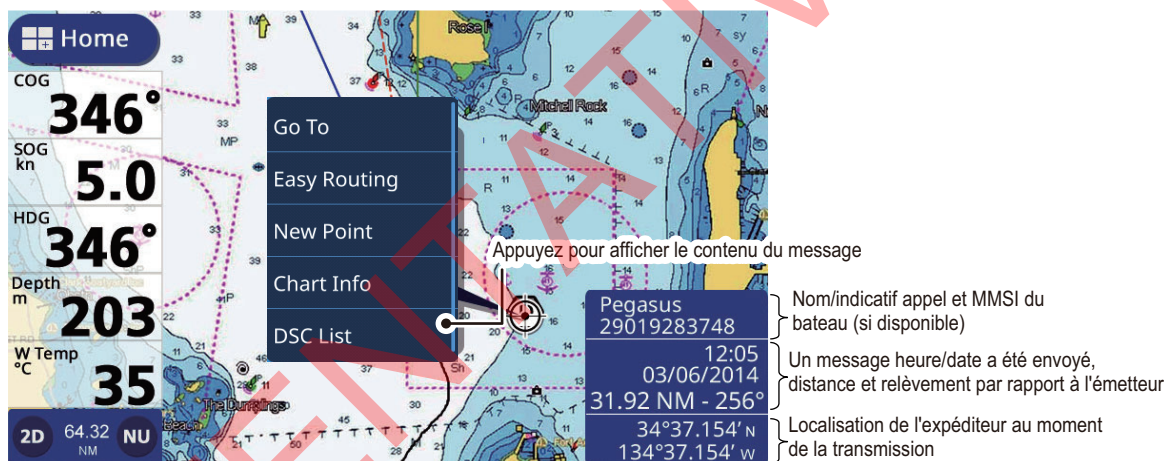 Home
COG
346°
SOG
kn
5.0
HDG
346°
Depth
m
203
W Temp
°C
35
2D
64.32
NM
NU
Go To
Easy Routing
New Point
Chart Info
DSC List
Rose I
Mitchell Rock
The Durnalings
Beach
MP
Sh
Appuyez pour afficher le contenu du message
Pegasus
29019283748
12:05
03/06/2014
31.92 NM - 256°
34°37.154' N
134°37.154' W
Nom/indicatif appel et MMSI du
bateau (si disponible)
Un message heure/date a été envoyé,
distance et relèvement par rapport à l'émetteur
Localisation de l'expéditeur au moment
de la transmission